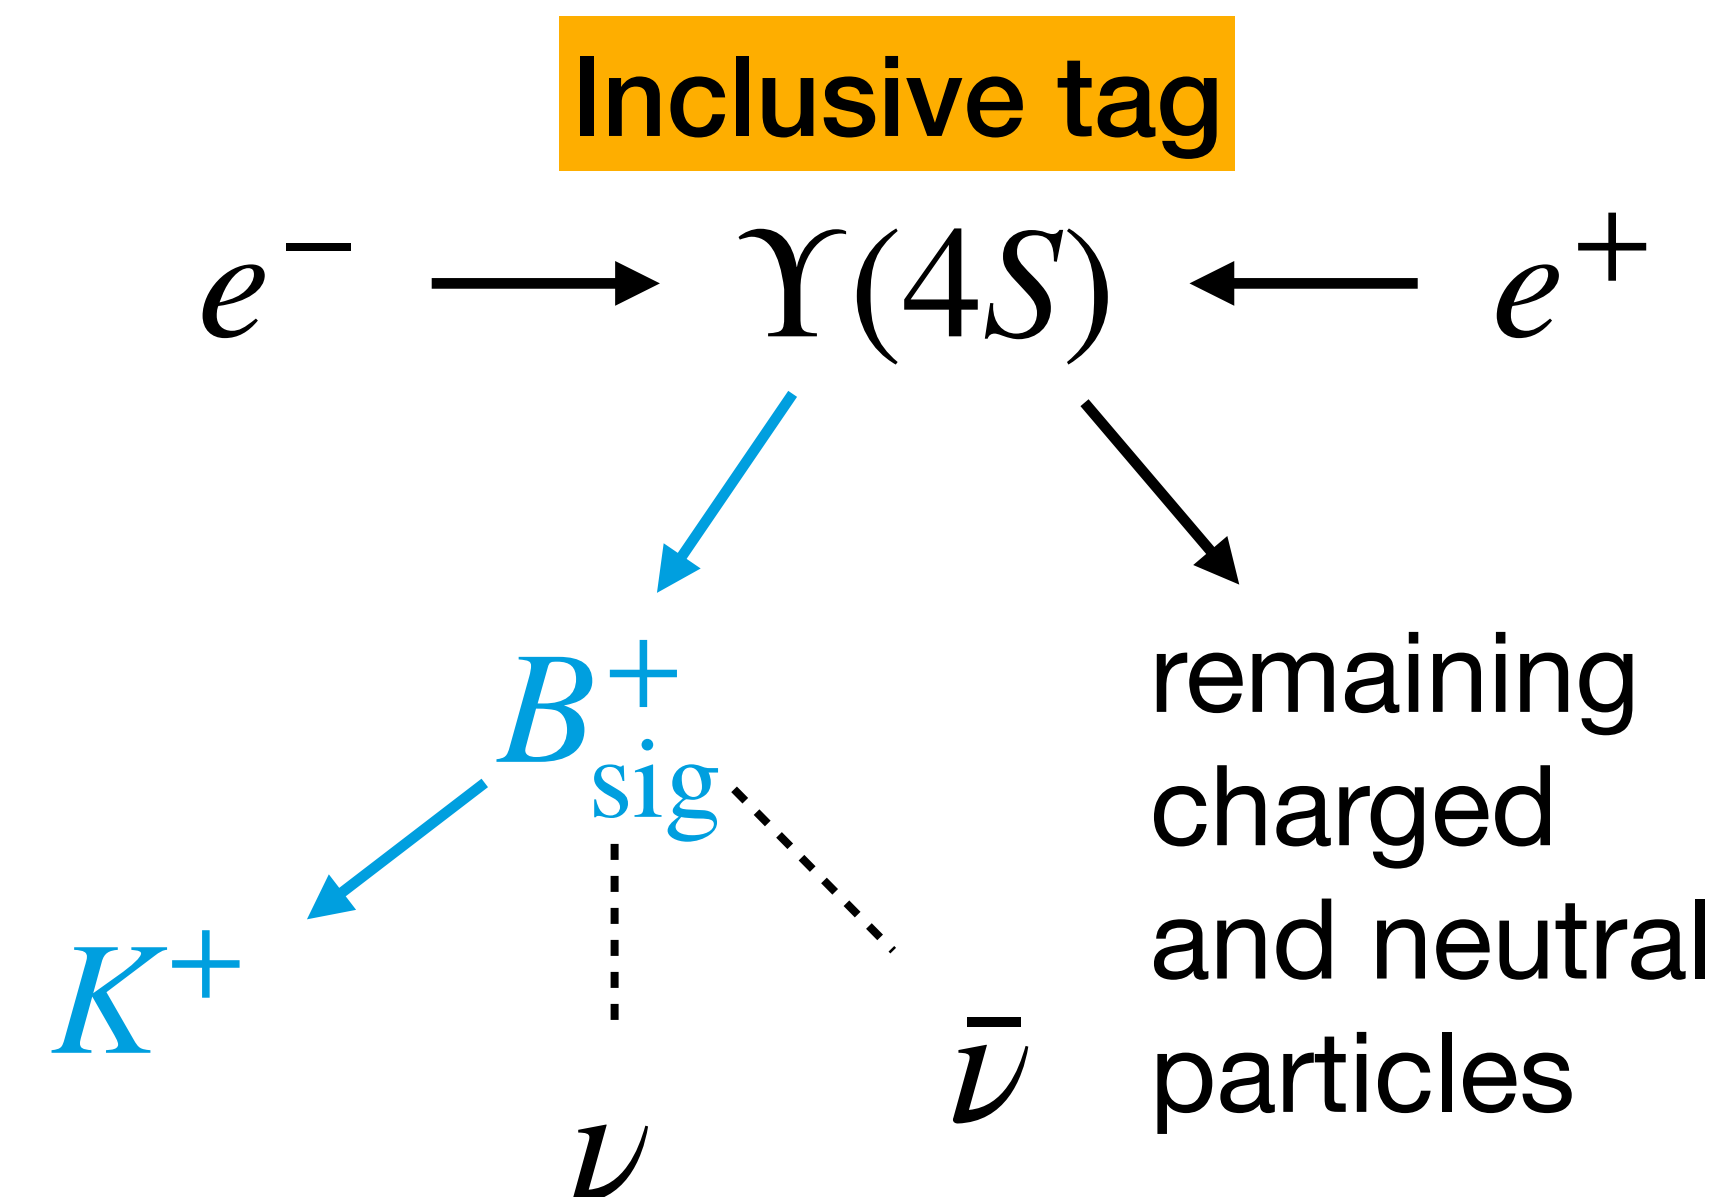 Inclusive tag
e⁻ ϒ(4S) e⁺
B⁺sig
remaining
charged
and neutral
particles
K⁺
ν̄
ν